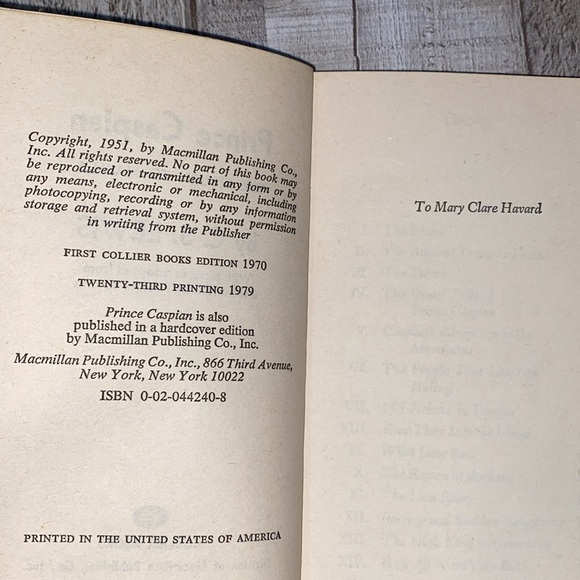 Copyright, 1951, by Macmillan Publishing Co.,
Inc. All rights reserved. No part of this book may
be reproduced or transmitted in any form or by
any means, electronic or mechanical, including
photocopying, recording or by any information
storage and retrieval system, without permission
in writing from the Publisher
FIRST COLLIER BOOKS EDITION 1970
TWENTY-THIRD PRINTING 1979
Prince Caspian is also
published in a hardcover edition
by Macmillan Publishing Co., Inc.
Macmillan Publishing Co., Inc., 866 Third Avenue,
New York, New York 10022
ISBN 0-02-044240-8
PRINTED IN THE UNITED STATES OF AMERICA
To Mary Clare Havard